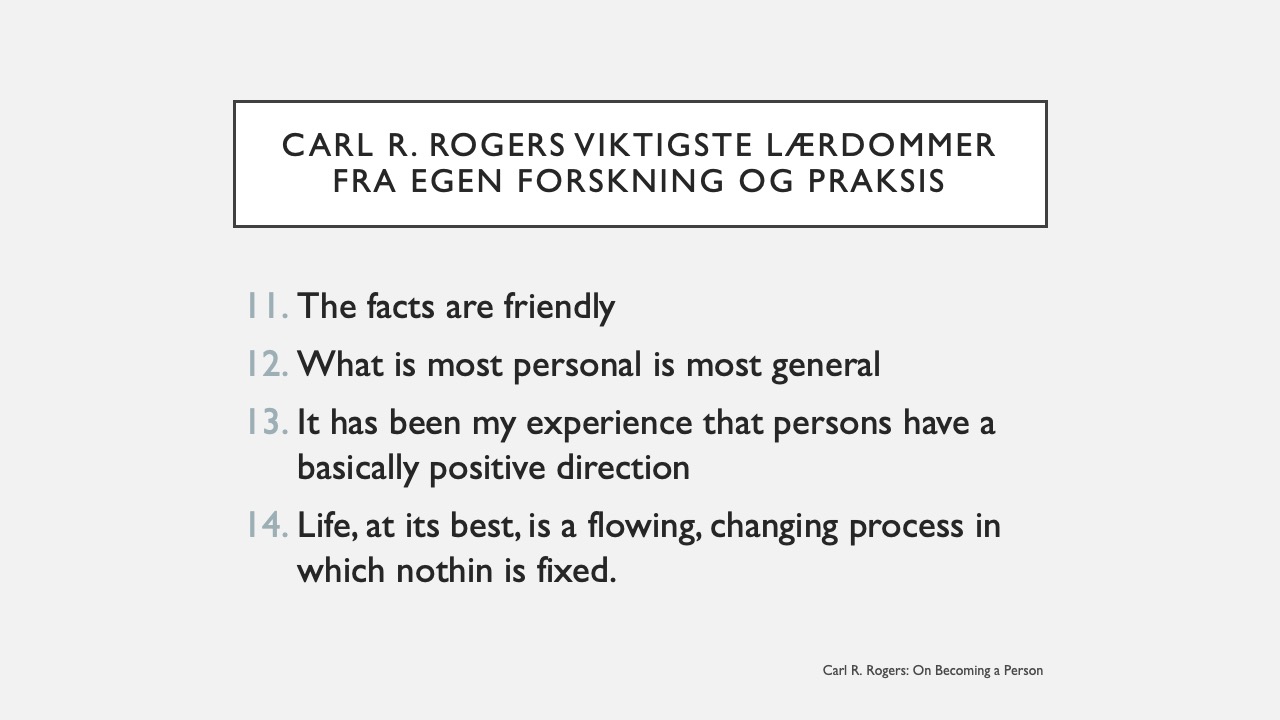 CARL R. ROGERS VIKTIGSTE LÆRDOMMER
FRA EGEN FORSKNING OG PRAKSIS
11. The facts are friendly
12. What is most personal is most general
13. It has been my experience that persons have a
basically positive direction
14. Life, at its best, is a flowing, changing process in
which nothin is fixed.
Carl R. Rogers: On Becoming a Person